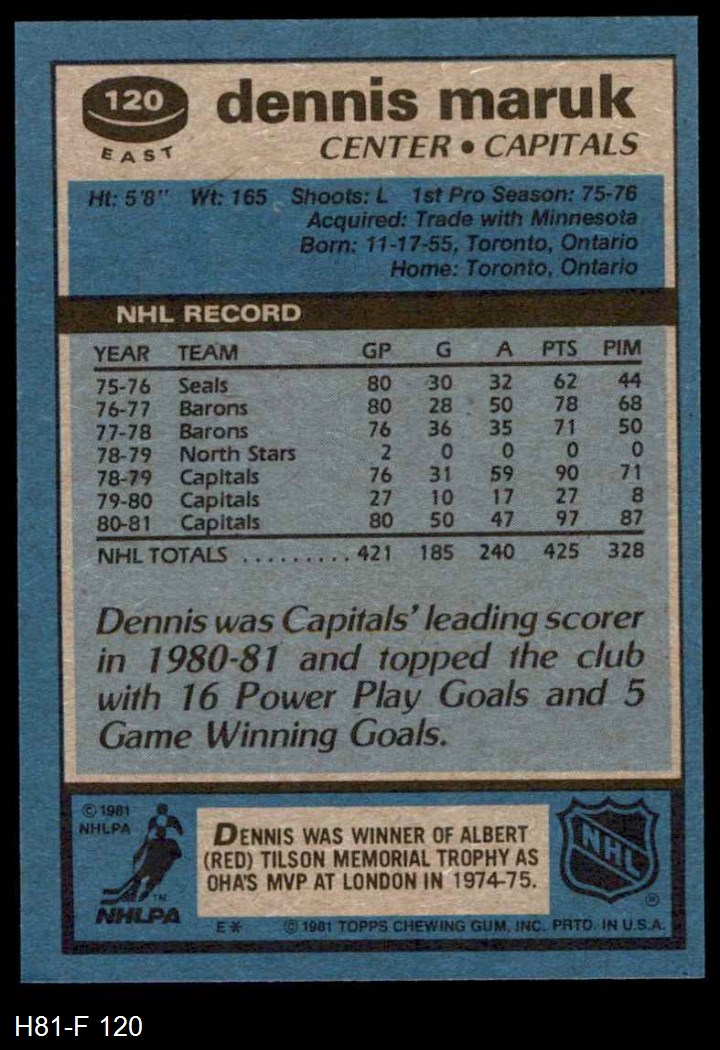 120
EAST
dennis maruk
CENTER • CAPITALS
Ht: 5'8" Wt: 165 Shoots: L 1st Pro Season: 75-76
Acquired: Trade with Minnesota
Born: 11-17-55, Toronto, Ontario
Home: Toronto, Ontario
NHL RECORD
YEAR TEAM GP G A PTS PIM
75-76 Seals 80 30 32 62 44
76-77 Barons 80 28 50 78 68
77-78 Barons 76 36 35 71 50
78-79 North Stars 2 0 0 0 0
78-79 Capitals 76 31 59 90 71
79-80 Capitals 27 10 17 27 8
80-81 Capitals 80 50 47 97 87
NHL TOTALS ......... 421 185 240 425 328
Dennis was Capitals' leading scorer
in 1980-81 and topped the club
with 16 Power Play Goals and 5
Game Winning Goals.
© 1981
NHLPA
TM
NHLPA
DENNIS WAS WINNER OF ALBERT
(RED) TILSON MEMORIAL TROPHY AS
OHA'S MVP AT LONDON IN 1974-75.
NHL
E* © 1981 TOPPS CHEWING GUM, INC. PRTD. IN U.S.A.
H81-F 120